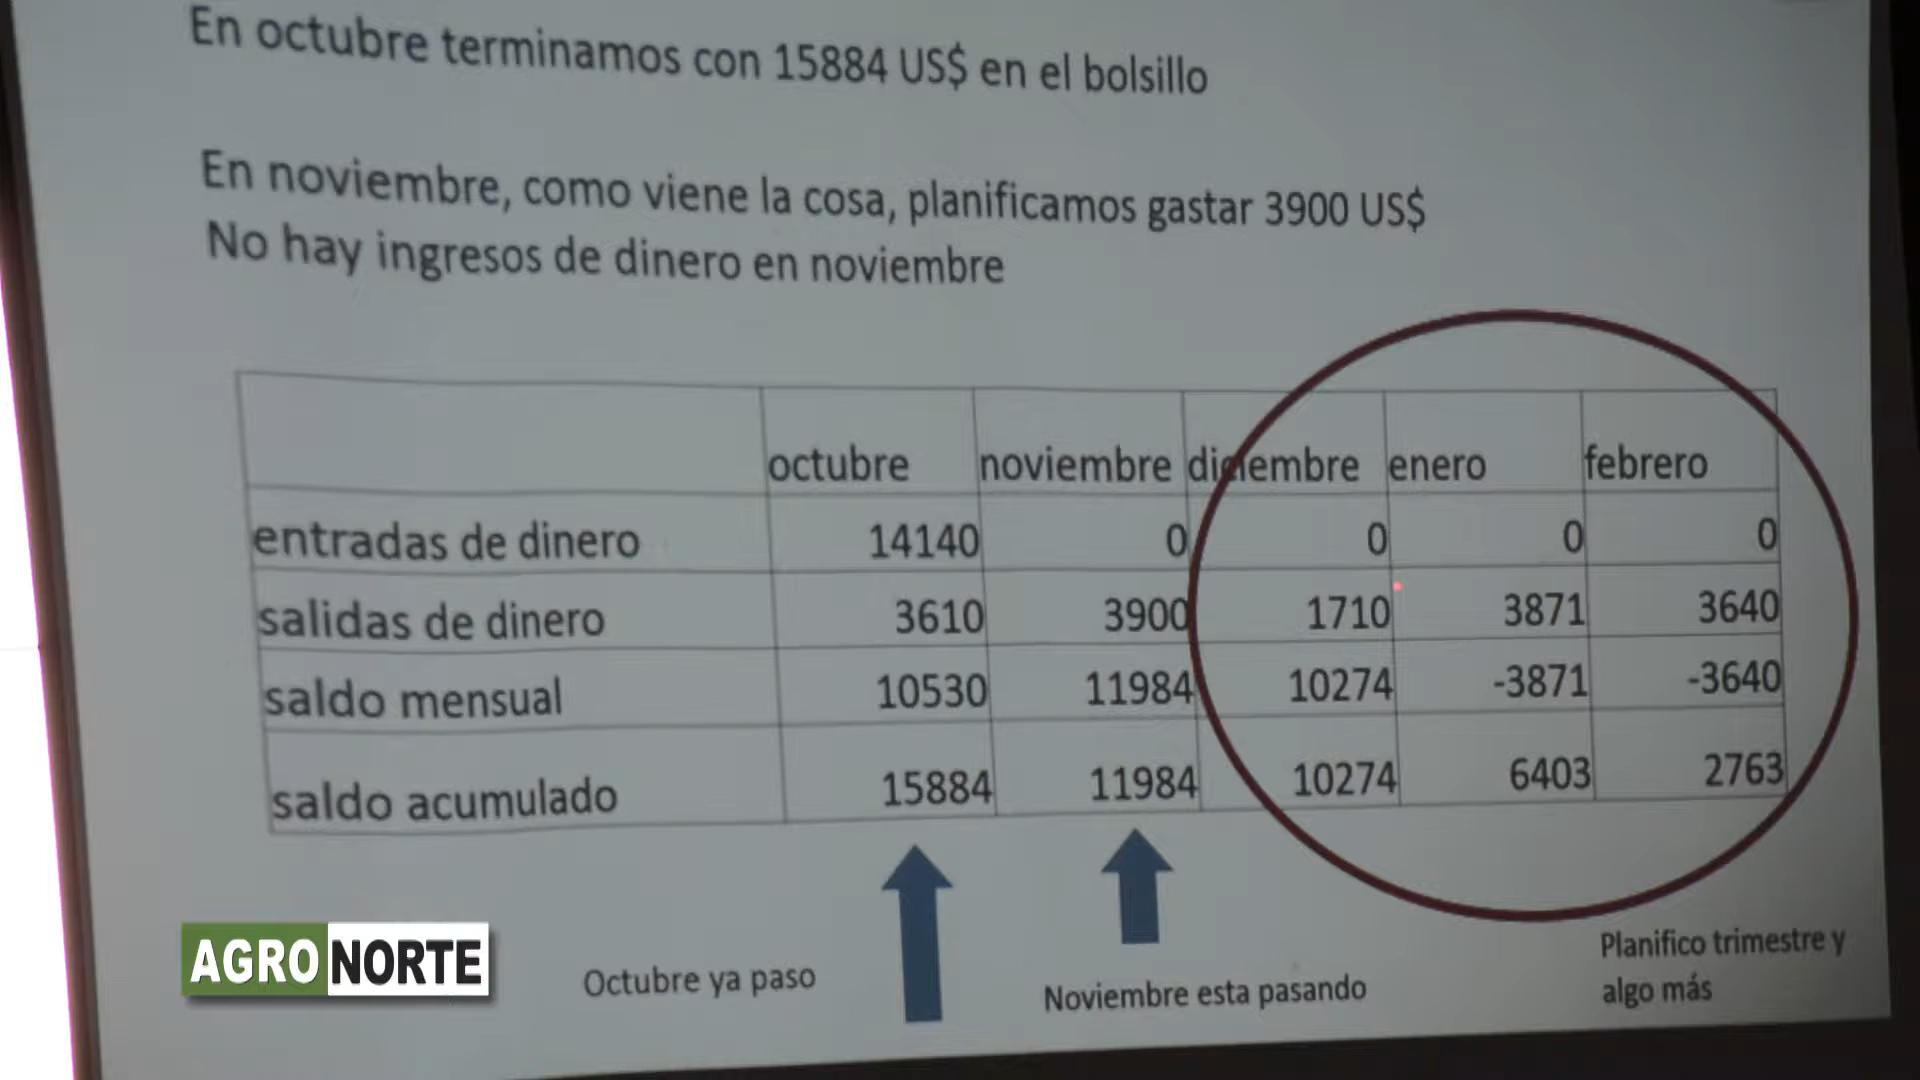 En octubre terminamos con 15884 US$ en el bolsillo
En noviembre, como viene la cosa, planificamos gastar 3900 US$
No hay ingresos de dinero en noviembre
octubre noviembre diciembre enero febrero
entradas de dinero 14140 0 0 0 0
salidas de dinero 3610 3900 1710 3871 3640
saldo mensual 10530 11984 10274 -3871 -3640
saldo acumulado 15884 11984 10274 6403 2763
AGRO NORTE
Octubre ya paso
Noviembre esta pasando
Planifico trimestre y
algo más